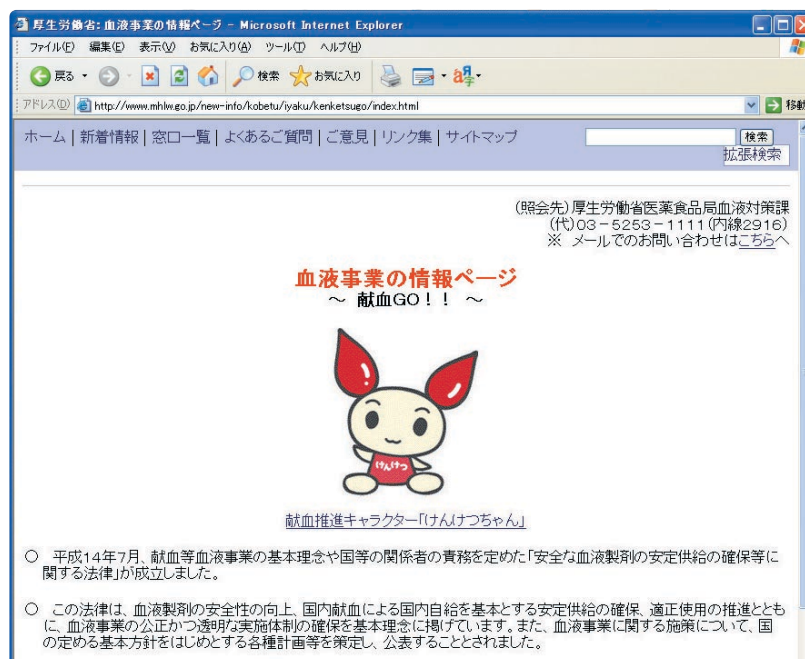 厚生労働省：血液事業の情報ページ - Microsoft Internet Explorer
ファイル(F) 編集(E) 表示(V) お気に入り(A) ツール(T) ヘルプ(H)
戻る 検索 お気に入り
アドレス(D) http://www.mhlw.go.jp/new-info/kobetu/iyaku/kenketsugo/index.html 移動
ホーム | 新着情報 | 窓口一覧 | よくあるご質問 | ご意見 | リンク集 | サイトマップ 検索
拡張検索
(照会先)厚生労働省医薬食品局血液対策課
(代)03-5253-1111(内線2916)
※ メールでのお問い合わせはこちらへ
血液事業の情報ページ
～ 献血GO！！ ～
けんけつ
献血推進キャラクター「けんけつちゃん」
○ 平成14年7月、献血等血液事業の基本理念や国等の関係者の責務を定めた「安全な血液製剤の安定供給の確保等に
関する法律」が成立しました。
○ この法律は、血液製剤の安全性の向上、国内献血による国内自給を基本とする安定供給の確保、適正使用の推進ととも
に、血液事業の公正かつ透明な実施体制の確保を基本理念に掲げています。また、血液事業に関する施策について、国
の定める基本方針をはじめとする各種計画等を策定し、公表することとされました。